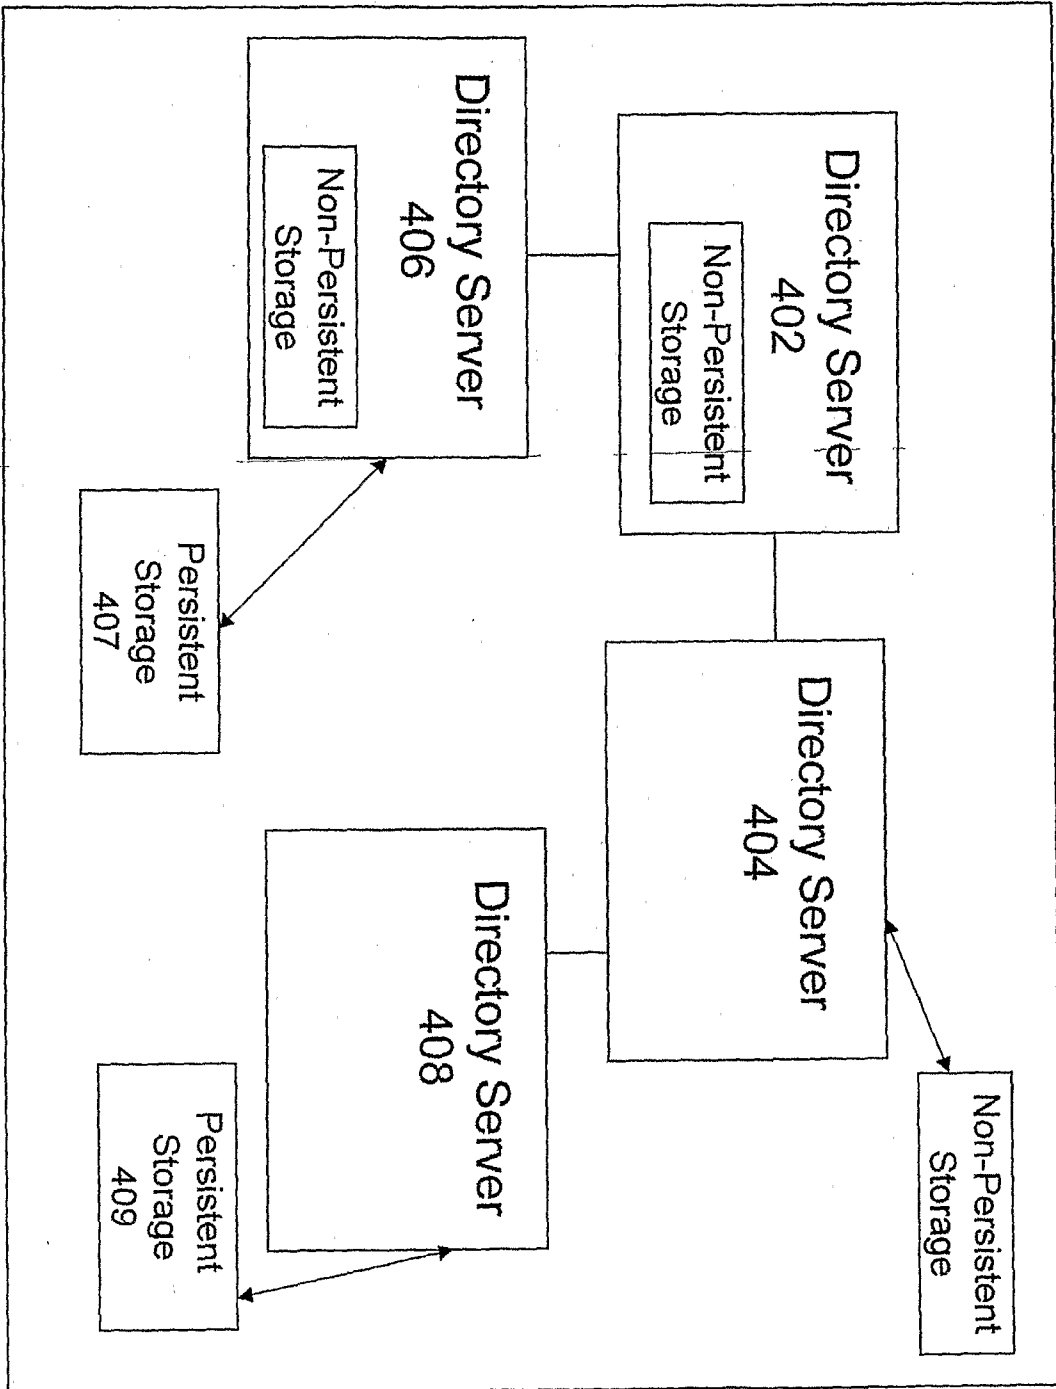 Directory Server
402
Non-Persistent
Storage
Directory Server
404
Non-Persistent
Storage
Directory Server
406
Non-Persistent
Storage
Persistent
Storage
407
Directory Server
408
Persistent
Storage
409